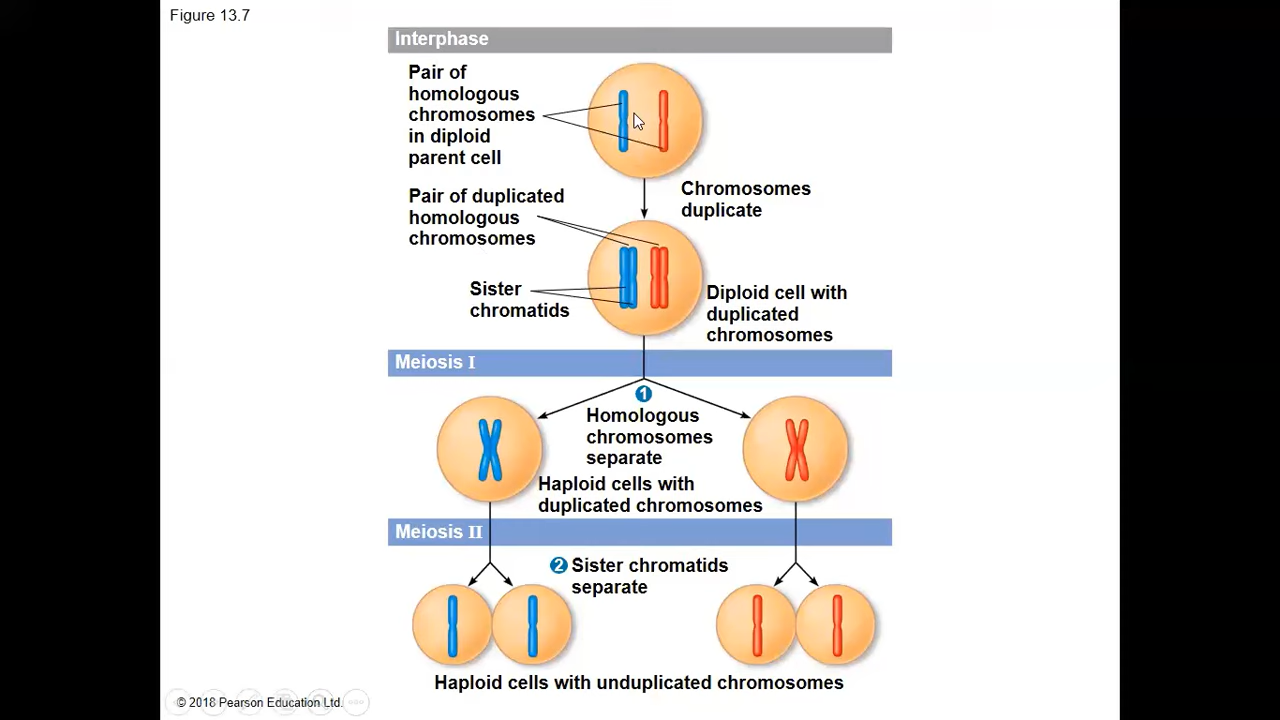 Figure 13.7
Interphase
Pair of
homologous
chromosomes
in diploid
parent cell
Chromosomes
duplicate
Pair of duplicated
homologous
chromosomes
Sister
chromatids
Diploid cell with
duplicated
chromosomes
Meiosis I
1
Homologous
chromosomes
separate
Haploid cells with
duplicated chromosomes
Meiosis II
2 Sister chromatids
separate
Haploid cells with unduplicated chromosomes
© 2018 Pearson Education Ltd.